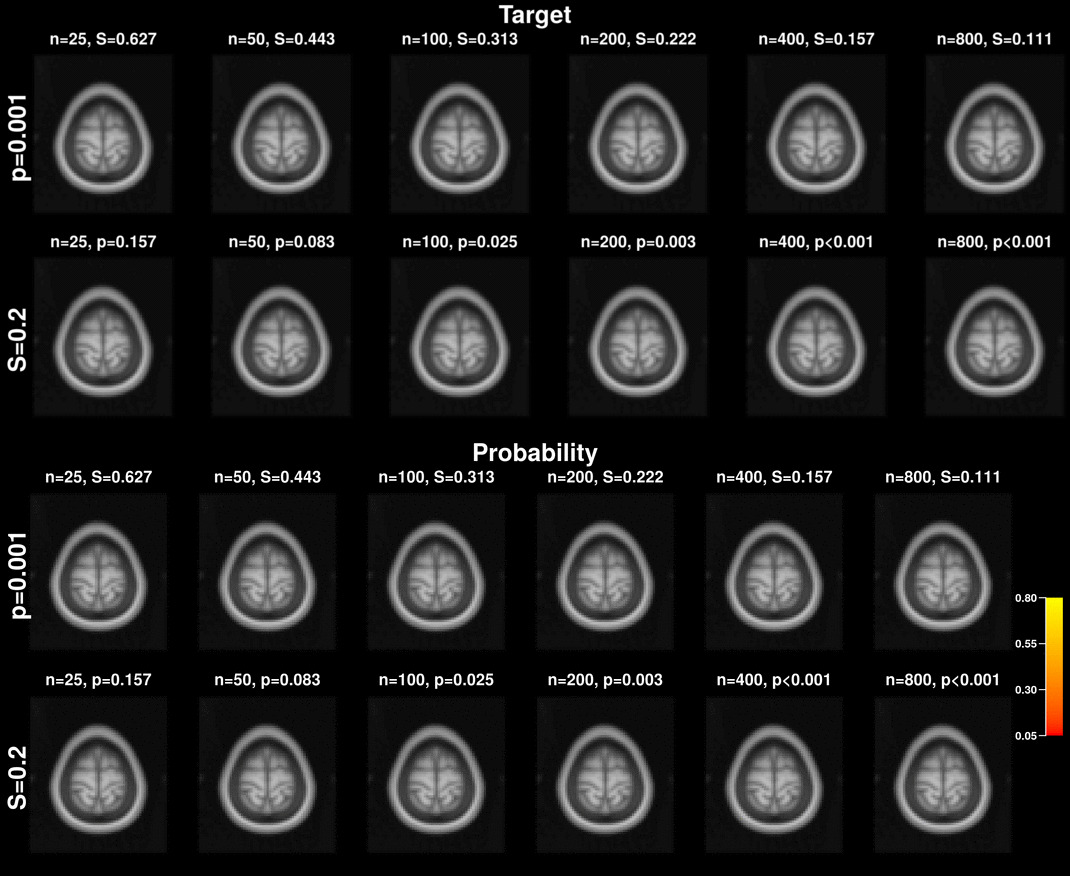 Target
n=25, S=0.627 n=50, S=0.443 n=100, S=0.313 n=200, S=0.222 n=400, S=0.157 n=800, S=0.111
p=0.001
n=25, p=0.157 n=50, p=0.083 n=100, p=0.025 n=200, p=0.003 n=400, p<0.001 n=800, p<0.001
S=0.2
Probability
n=25, S=0.627 n=50, S=0.443 n=100, S=0.313 n=200, S=0.222 n=400, S=0.157 n=800, S=0.111
p=0.001
n=25, p=0.157 n=50, p=0.083 n=100, p=0.025 n=200, p=0.003 n=400, p<0.001 n=800, p<0.001
S=0.2
0.80
0.55
0.30
0.05